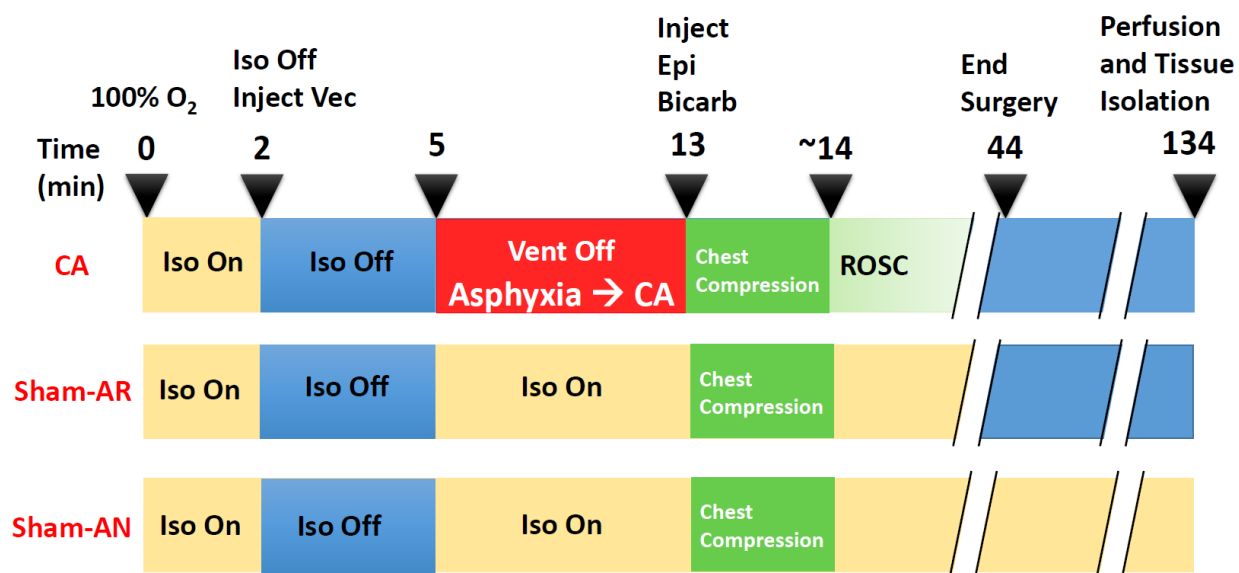 100% O₂
Iso Off
Inject Vec
Inject
Epi
Bicarb
End
Surgery
Perfusion
and Tissue
Isolation
Time
(min)
0
2
5
13
~14
44
134
CA
Iso On
Iso Off
Vent Off
Asphyxia → CA
Chest
Compression
ROSC
Sham-AR
Iso On
Iso Off
Iso On
Chest
Compression
Sham-AN
Iso On
Iso Off
Iso On
Chest
Compression